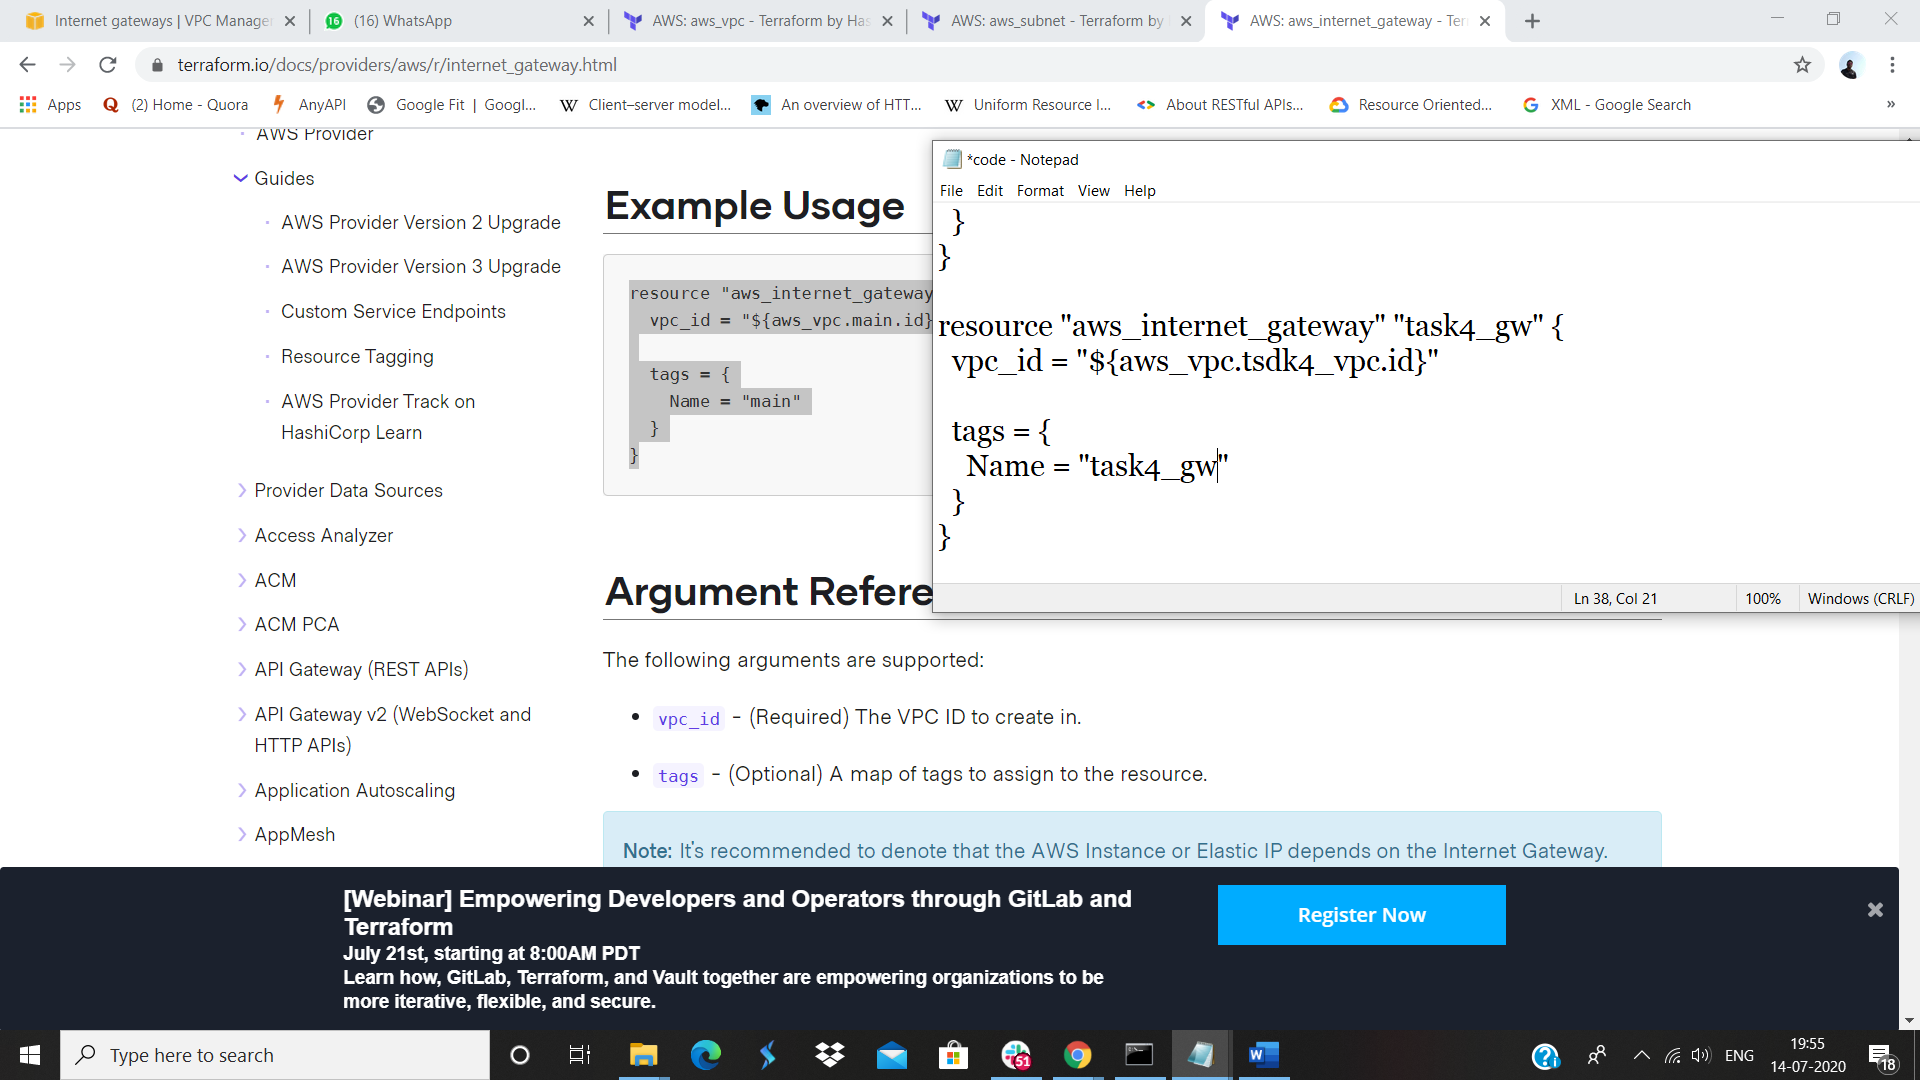 Internet gateways | VPC Manage
(16) WhatsApp
AWS: aws_vpc - Terraform by Has
AWS: aws_subnet - Terraform by
AWS: aws_internet_gateway - Ter
terraform.io/docs/providers/aws/r/internet_gateway.html
Apps
(2) Home - Quora
AnyAPI
Google Fit | Googl...
Client–server model...
An overview of HTT...
Uniform Resource I...
About RESTful APIs...
Resource Oriented...
XML - Google Search
»
AWS Provider
Guides
AWS Provider Version 2 Upgrade
AWS Provider Version 3 Upgrade
Custom Service Endpoints
Resource Tagging
AWS Provider Track on
HashiCorp Learn
Provider Data Sources
Access Analyzer
ACM
ACM PCA
API Gateway (REST APIs)
API Gateway v2 (WebSocket and
HTTP APIs)
Application Autoscaling
AppMesh
Example Usage
resource "aws_internet_gateway
vpc_id = "${aws_vpc.main.id}
tags = {
Name = "main"
}
}
Argument Refere
The following arguments are supported:
vpc_id - (Required) The VPC ID to create in.
tags - (Optional) A map of tags to assign to the resource.
Note: It's recommended to denote that the AWS Instance or Elastic IP depends on the Internet Gateway.
*code - Notepad
File Edit Format View Help
}
}
resource "aws_internet_gateway" "task4_gw" {
vpc_id = "${aws_vpc.tsdk4_vpc.id}"
tags = {
Name = "task4_gw"
}
}
Ln 38, Col 21
100%
Windows (CRLF)
[Webinar] Empowering Developers and Operators through GitLab and
Terraform
July 21st, starting at 8:00AM PDT
Learn how, GitLab, Terraform, and Vault together are empowering organizations to be
more iterative, flexible, and secure.
Register Now
Type here to search
51
ENG
19:55
14-07-2020
18